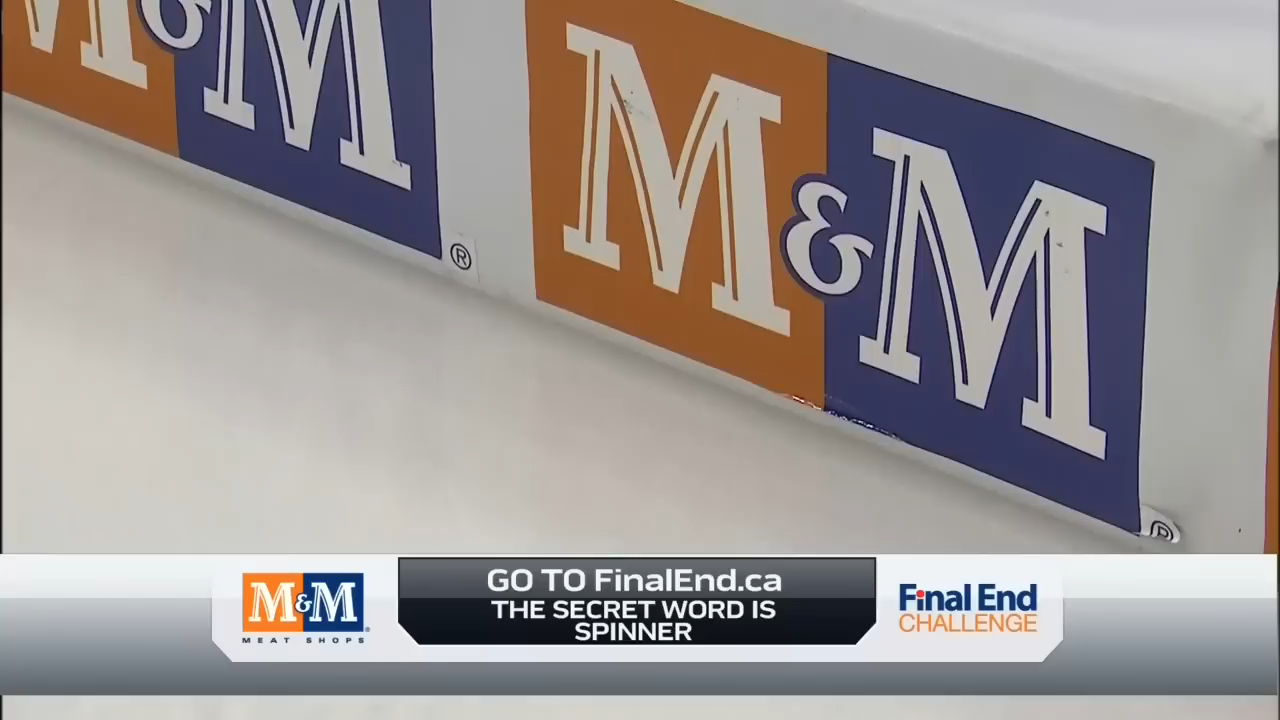 M&M
®
M&M
®
M&M
MEAT SHOPS
GO TO FinalEnd.ca
THE SECRET WORD IS
SPINNER
Final End
CHALLENGE